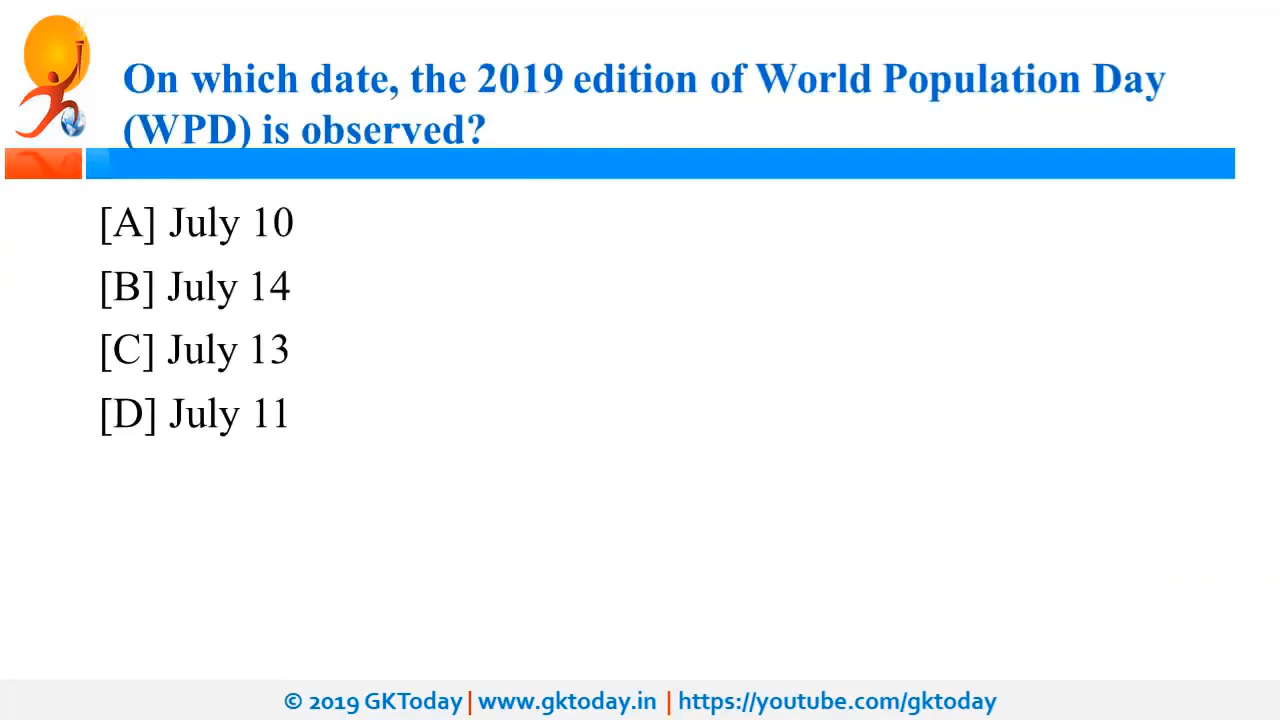 On which date, the 2019 edition of World Population Day
(WPD) is observed?
[A] July 10
[B] July 14
[C] July 13
[D] July 11
© 2019 GKToday | www.gktoday.in | https://youtube.com/gktoday